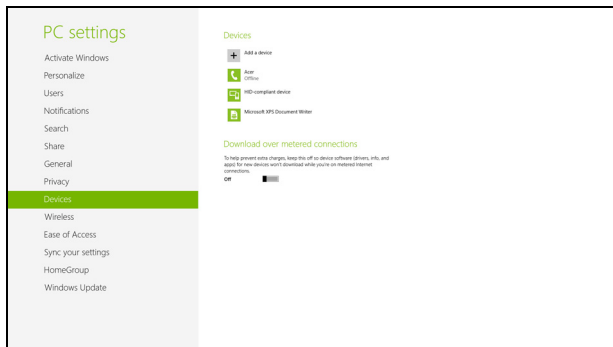 PC settings
Activate Windows
Personalize
Users
Notifications
Search
Share
General
Privacy
Devices
Wireless
Ease of Access
Sync your settings
HomeGroup
Windows Update
Devices
Add a device
Acer
Offline
HID-compliant device
Microsoft XPS Document Writer
Download over metered connections
To help prevent extra charges, keep this off so device software (drivers, info, and
apps) for new devices won't download while you're on metered Internet
connections.
Off